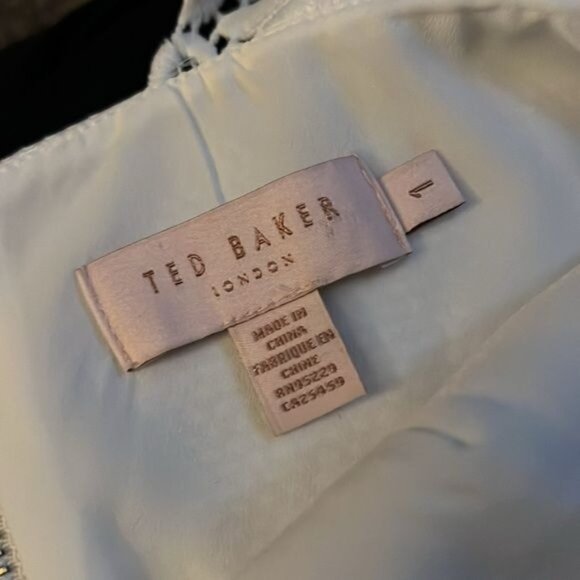 TED BAKER
LONDON
1
MADE IN
CHINA
FABRIQUE EN
CHINE
RN95229
CA25459